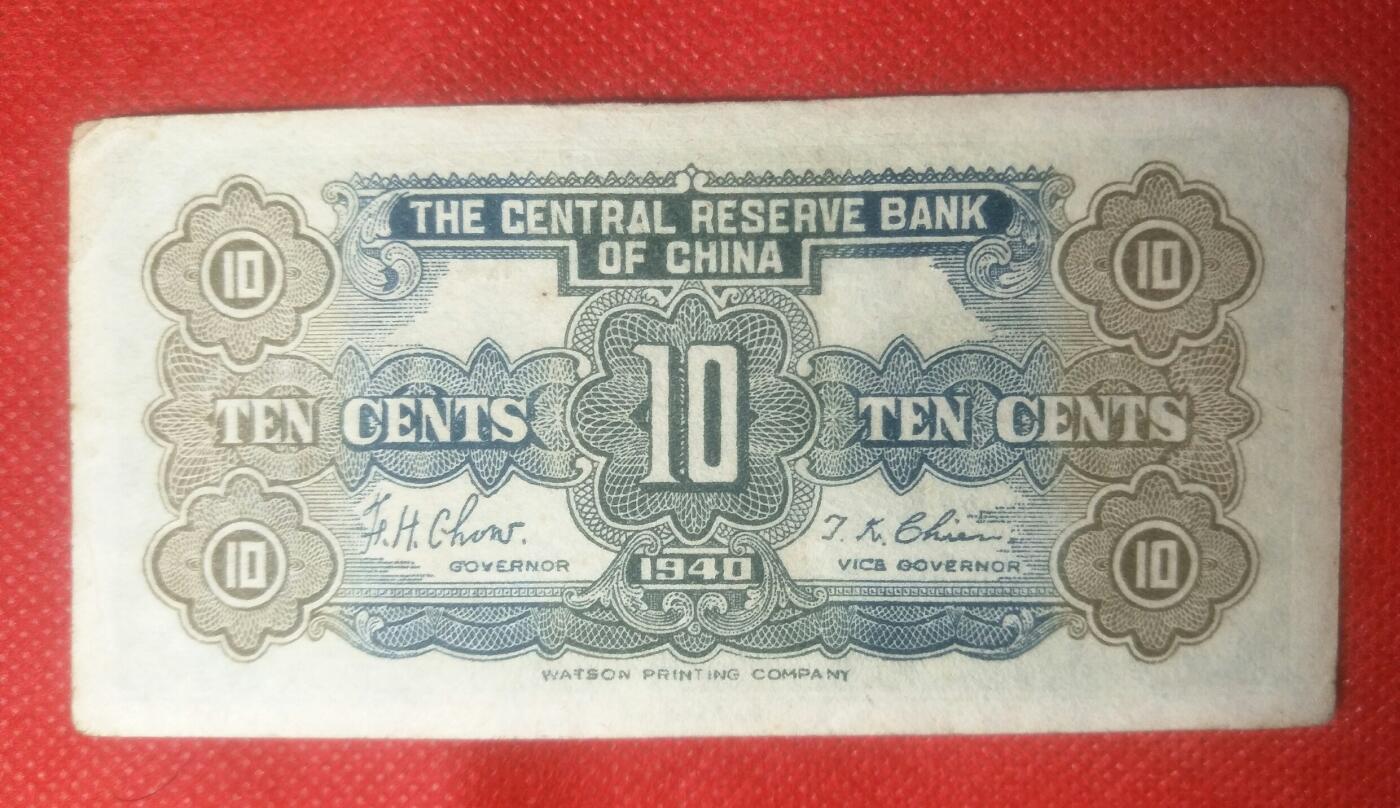 THE CENTRAL RESERVE BANK
OF CHINA
10
10
TEN CENTS
10
TEN CENTS
F. H. Chow.
GOVERNOR
T. K. Chien.
VICE GOVERNOR
10
1940
10
WATSON PRINTING COMPANY